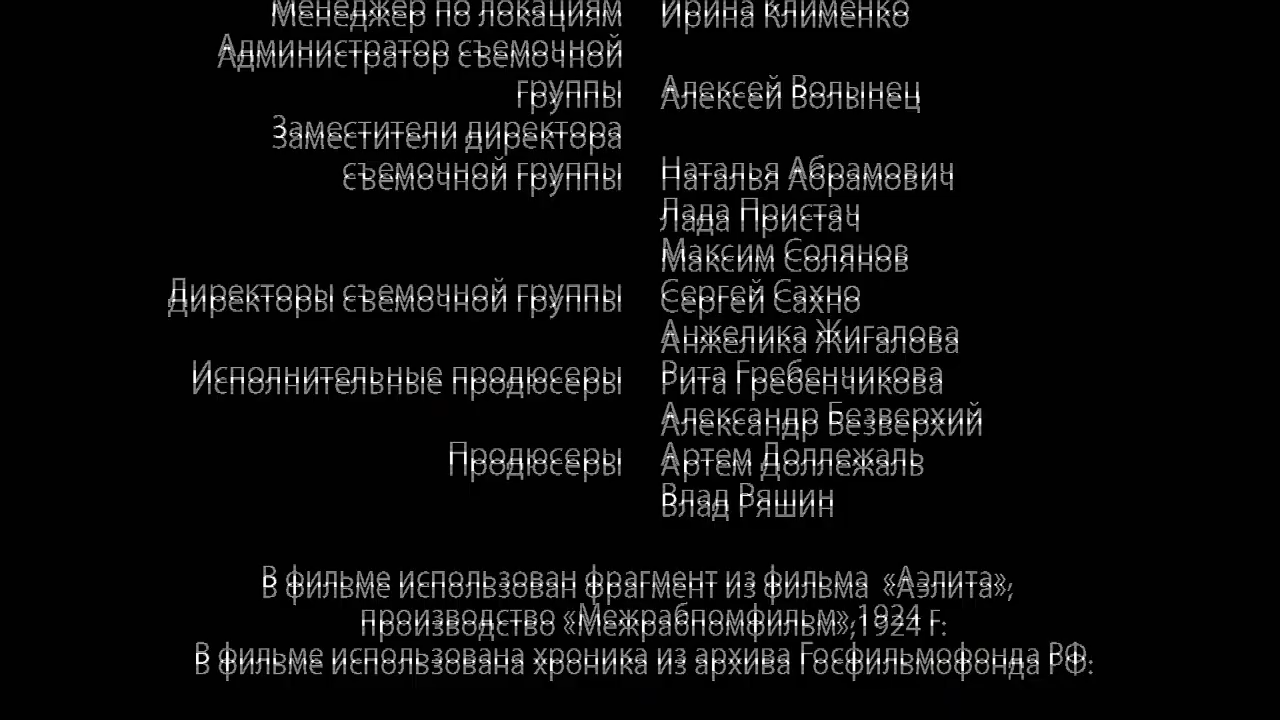 Менеджер по локациям Ирина Клименко
Администратор съемочной
группы Алексей Волынец
Заместители директора
съемочной группы Наталья Абрамович
Лада Пристач
Максим Солянов
Директоры съемочной группы Сергей Сахно
Анжелика Жигалова
Исполнительные продюсеры Рита Гребенчикова
Александр Безверхий
Продюсеры Артем Доллежаль
Влад Ряшин
В фильме использован фрагмент из фильма «Аэлита»,
производство «Межрабпомфильм»,1924 г.
В фильме использована хроника из архива Госфильмофонда РФ.